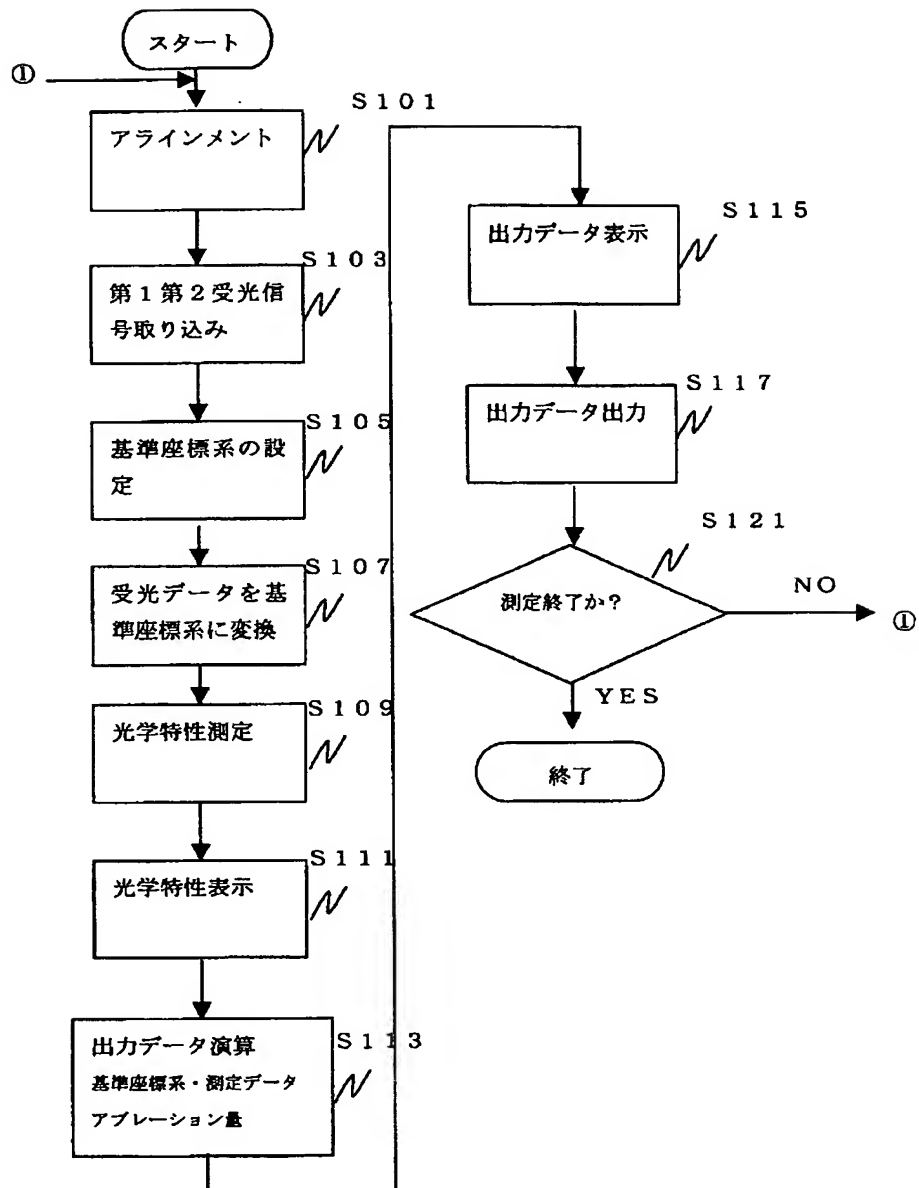 スタート
①
S101
アラインメント
S103
第1第2受光信
号取り込み
S105
基準座標系の設
定
S107
受光データを基
準座標系に変換
S109
光学特性測定
S111
光学特性表示
S113
出力データ演算
基準座標系・測定データ
アブレーション量
S115
出力データ表示
S117
出力データ出力
S121
測定終了か？
NO
①
YES
終了